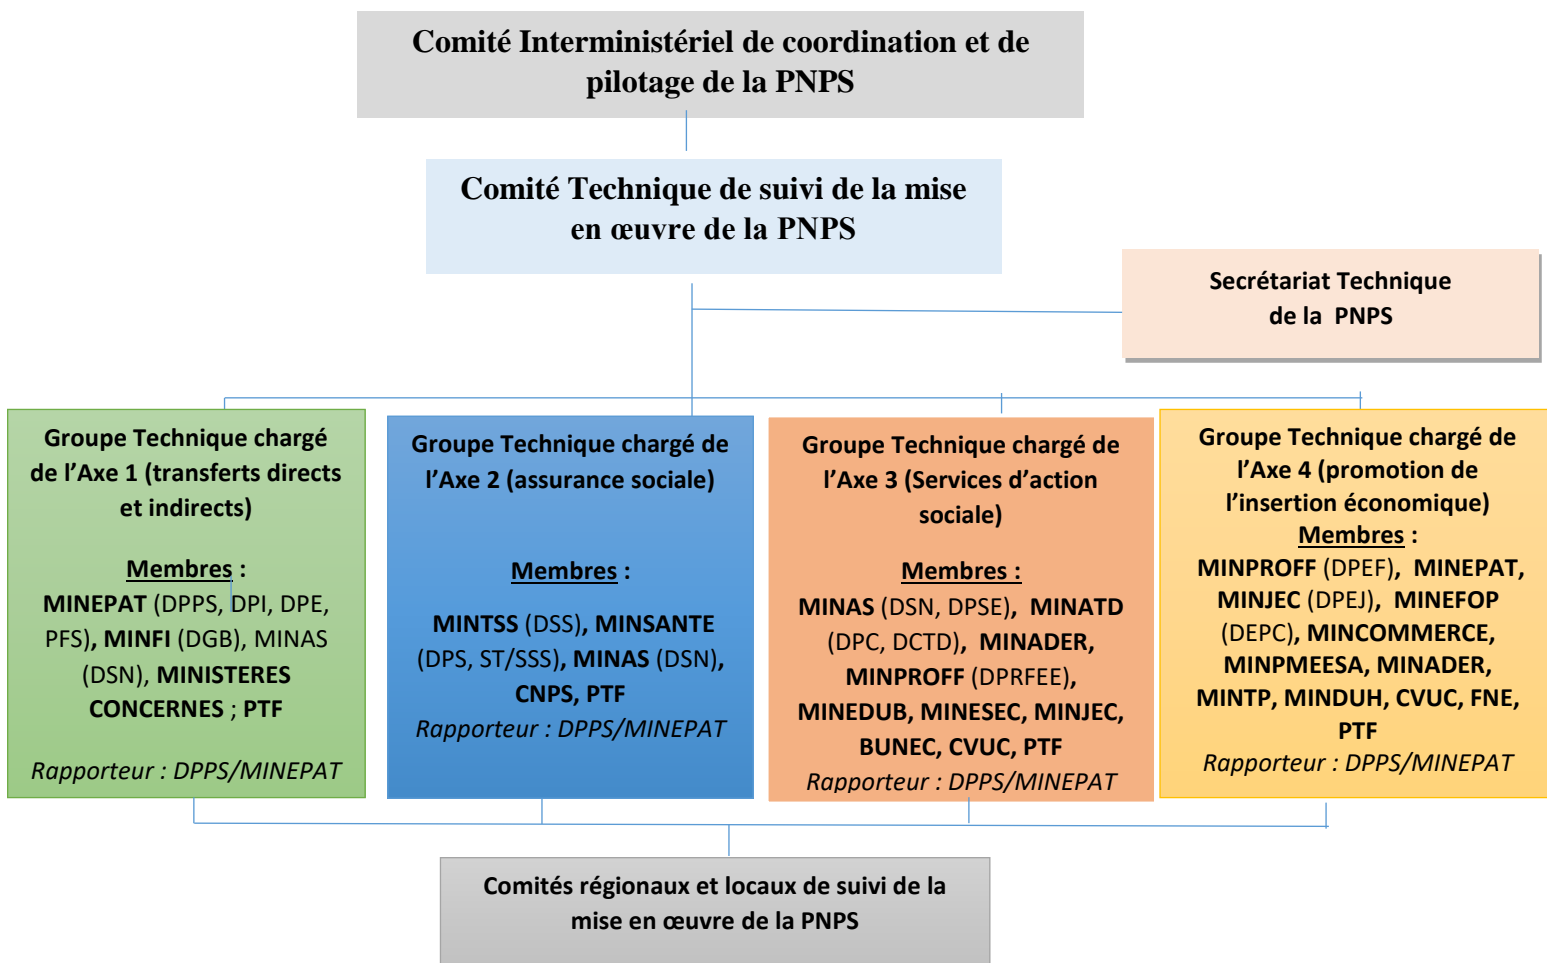 Comité Interministériel de coordination et de
pilotage de la PNPS
Comité Technique de suivi de la mise
en œuvre de la PNPS
Secrétariat Technique
de la PNPS
Groupe Technique chargé
de l’Axe 1 (transferts directs
et indirects)
Membres :
MINEPAT (DPPS, DPI, DPE,
PFS), MINFI (DGB), MINAS
(DSN), MINISTERES
CONCERNES ; PTF
Rapporteur : DPPS/MINEPAT
Groupe Technique chargé de
l’Axe 2 (assurance sociale)
Membres :
MINTSS (DSS), MINSANTE
(DPS, ST/SSS), MINAS (DSN),
CNPS, PTF
Rapporteur : DPPS/MINEPAT
Groupe Technique chargé de
l’Axe 3 (Services d’action
sociale)
Membres :
MINAS (DSN, DPSE), MINATD
(DPC, DCTD), MINADER,
MINPROFF (DPRFEE),
MINEDUB, MINESEC, MINJEC,
BUNEC, CVUC, PTF
Rapporteur : DPPS/MINEPAT
Groupe Technique chargé de
l’Axe 4 (promotion de
l’insertion économique)
Membres :
MINPROFF (DPEF), MINEPAT,
MINJEC (DPEJ), MINEFOP
(DEPC), MINCOMMERCE,
MINPMEESA, MINADER,
MINTP, MINDUH, CVUC, FNE,
PTF
Rapporteur : DPPS/MINEPAT
Comités régionaux et locaux de suivi de la
mise en œuvre de la PNPS